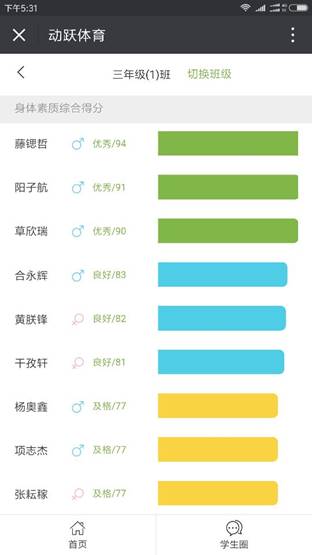 下午5:31
动跃体育
三年级(1)班 切换班级
身体素质综合得分
藤锶哲 优秀/94
阳子航 优秀/91
草欣瑞 优秀/90
合永辉 良好/83
黄朕锋 良好/82
干孜轩 良好/81
杨奥鑫 及格/77
项志杰 及格/77
张耘稼 及格/77
首页 学生圈